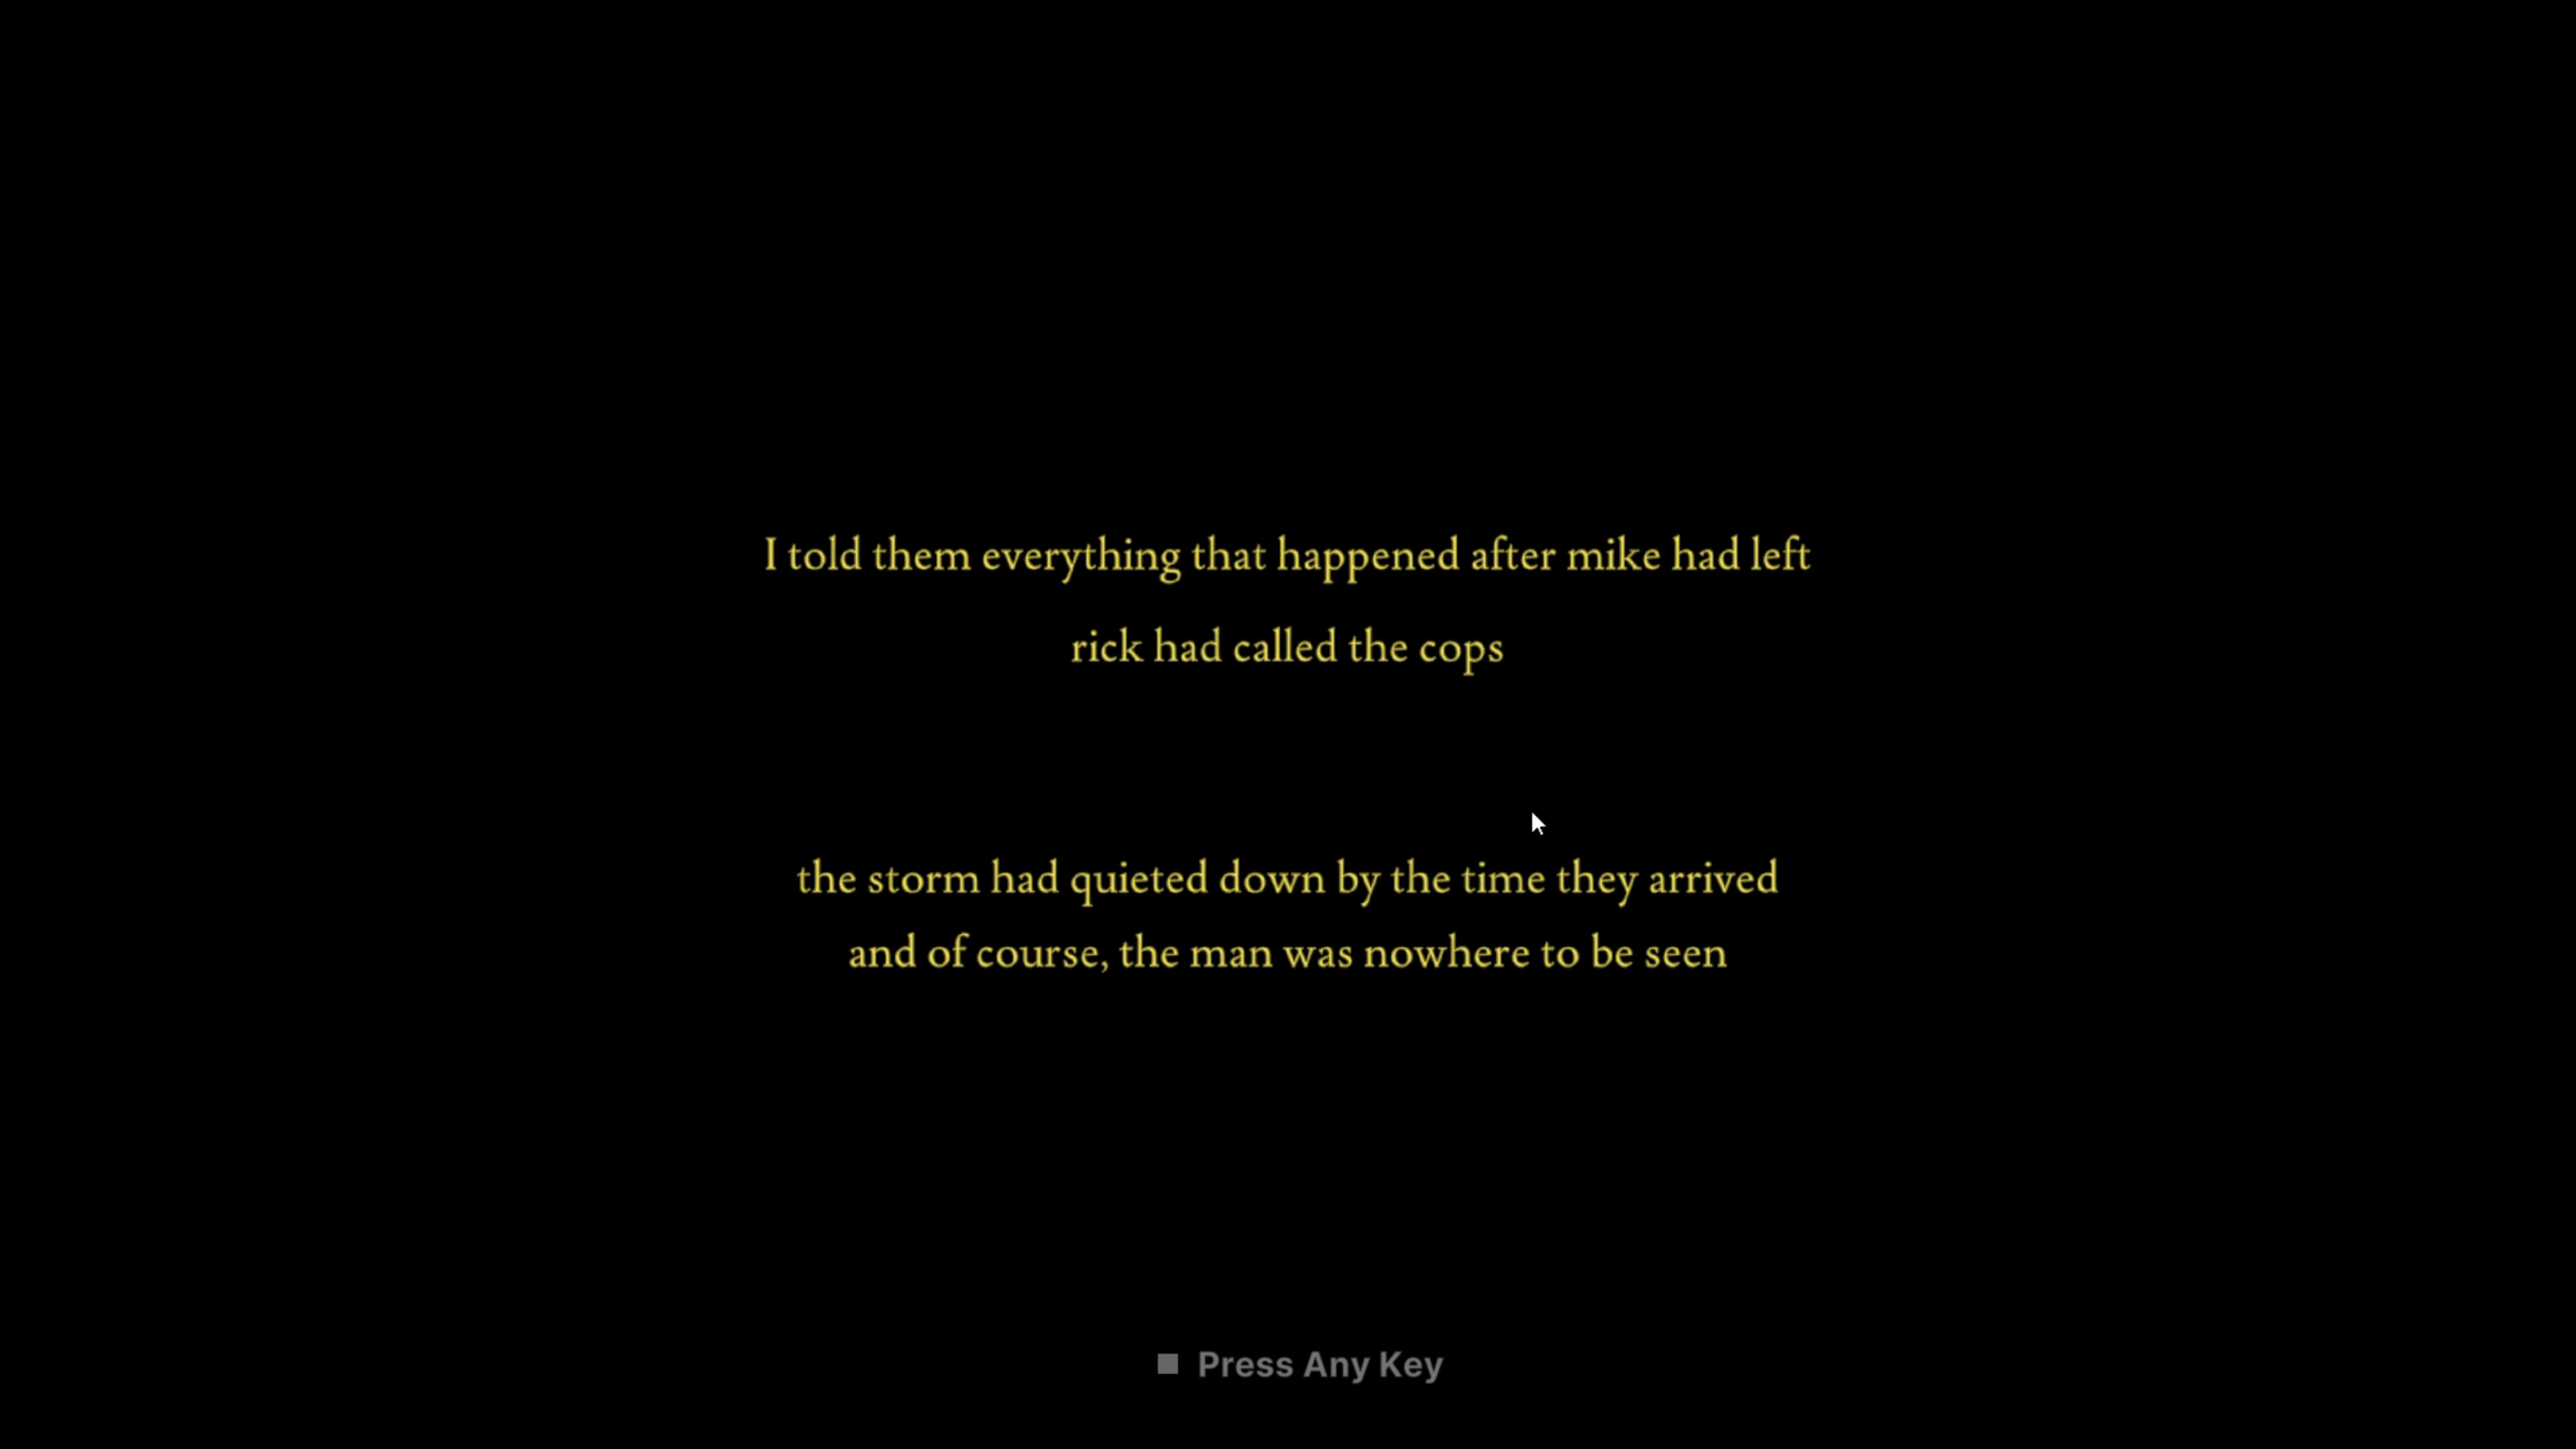 I told them everything that happened after mike had left
rick had called the cops
the storm had quieted down by the time they arrived
and of course, the man was nowhere to be seen
Press Any Key